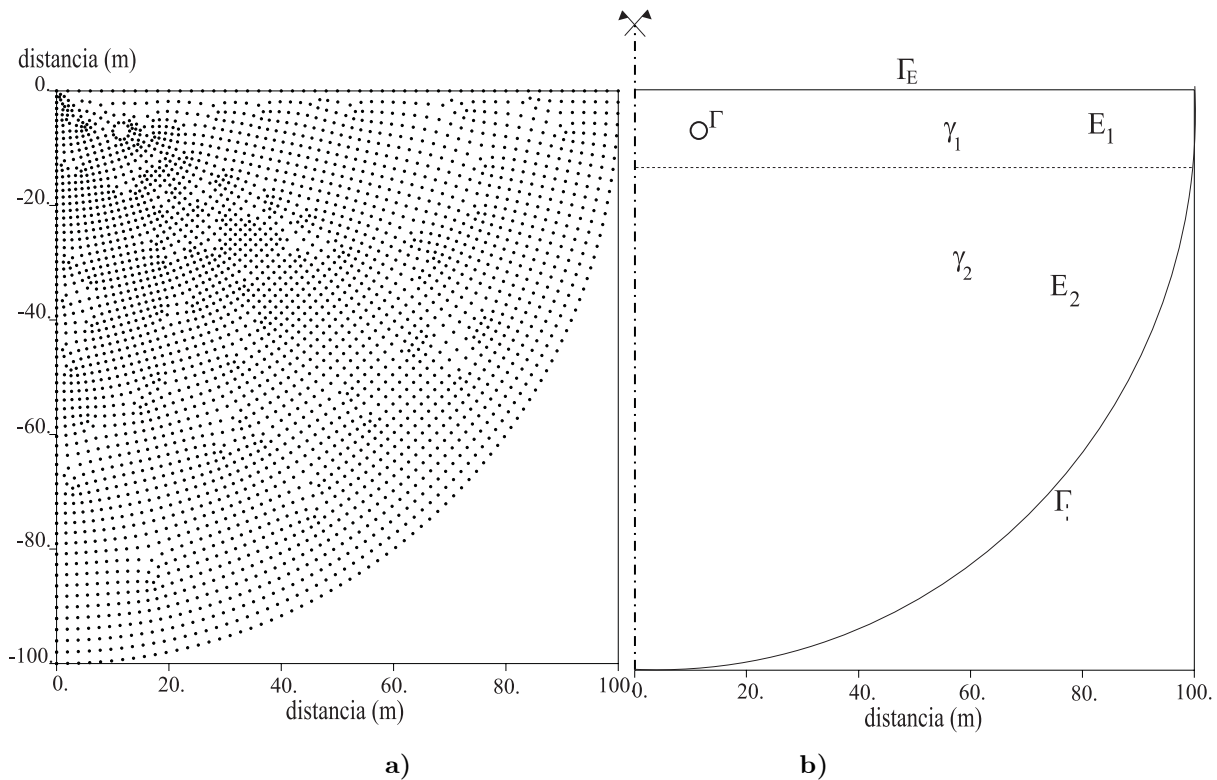 distancia (m)
0.
-20.
-40.
-60.
-80.
-100.
0.
20.
40.
60.
80.
100.
distancia (m)
a)
Γ_E
Γ
γ_1
E_1
γ_2
E_2
Γ
0.
20.
40.
60.
80.
100.
distancia (m)
b)